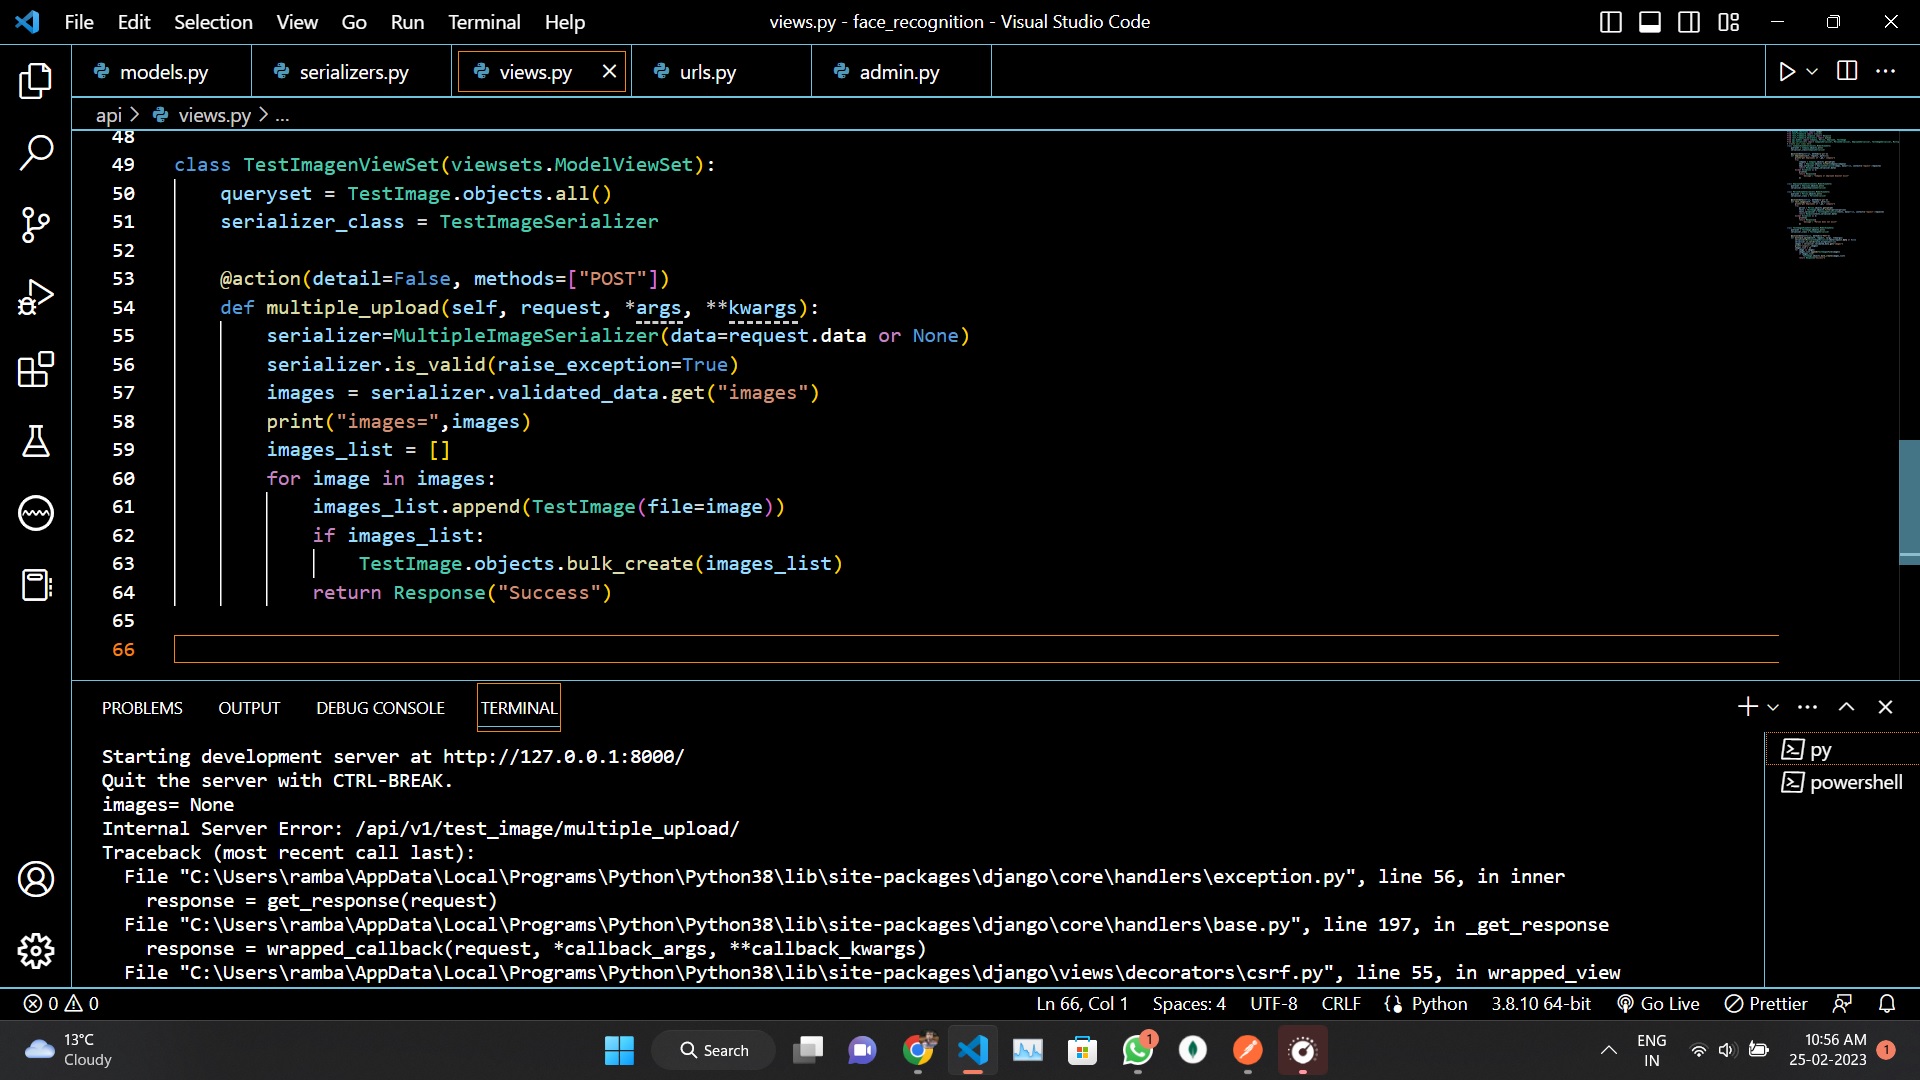 File Edit Selection View Go Run Terminal Help
views.py - face_recognition - Visual Studio Code
models.py
serializers.py
views.py
urls.py
admin.py
api > views.py > ...
48
49 class TestImagenViewSet(viewsets.ModelViewSet):
50 queryset = TestImage.objects.all()
51 serializer_class = TestImageSerializer
52
53 @action(detail=False, methods=["POST"])
54 def multiple_upload(self, request, *args, **kwargs):
55 serializer=MultipleImageSerializer(data=request.data or None)
56 serializer.is_valid(raise_exception=True)
57 images = serializer.validated_data.get("images")
58 print("images=",images)
59 images_list = []
60 for image in images:
61 images_list.append(TestImage(file=image))
62 if images_list:
63 TestImage.objects.bulk_create(images_list)
64 return Response("Success")
65
66
PROBLEMS OUTPUT DEBUG CONSOLE TERMINAL
Starting development server at http://127.0.0.1:8000/
Quit the server with CTRL-BREAK.
images= None
Internal Server Error: /api/v1/test_image/multiple_upload/
Traceback (most recent call last):
File "C:\Users\ramba\AppData\Local\Programs\Python\Python38\lib\site-packages\django\core\handlers\exception.py", line 56, in inner
response = get_response(request)
File "C:\Users\ramba\AppData\Local\Programs\Python\Python38\lib\site-packages\django\core\handlers\base.py", line 197, in _get_response
response = wrapped_callback(request, *callback_args, **callback_kwargs)
File "C:\Users\ramba\AppData\Local\Programs\Python\Python38\lib\site-packages\django\views\decorators\csrf.py", line 55, in wrapped_view
py
powershell
0 0
Ln 66, Col 1 Spaces: 4 UTF-8 CRLF Python 3.8.10 64-bit Go Live Prettier
13°C
Cloudy
Search
1
ENG
IN
10:56 AM
25-02-2023
1